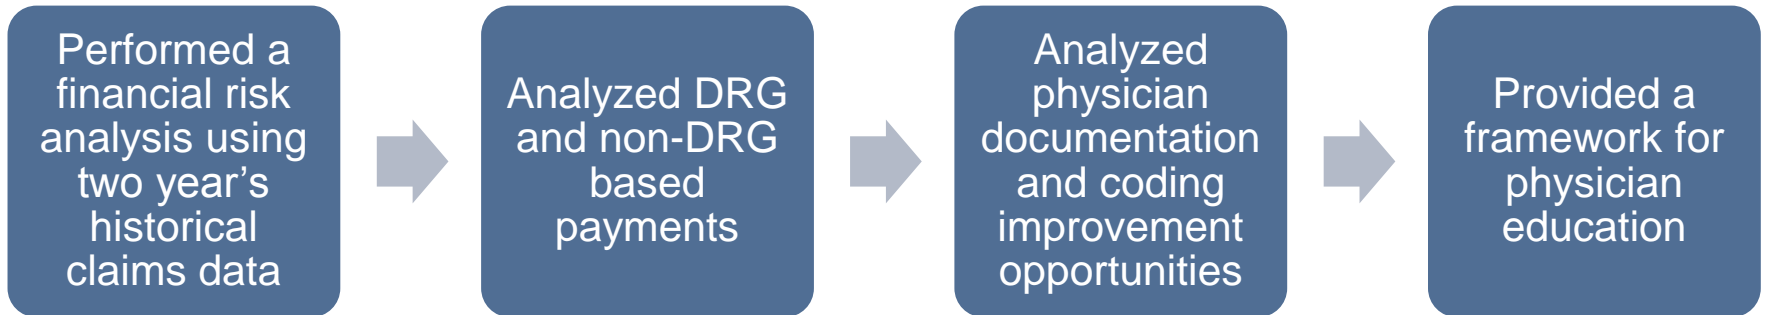 Performed a
financial risk
analysis using
two year’s
historical
claims data
Analyzed DRG
and non-DRG
based
payments
Analyzed
physician
documentation
and coding
improvement
opportunities
Provided a
framework for
physician
education